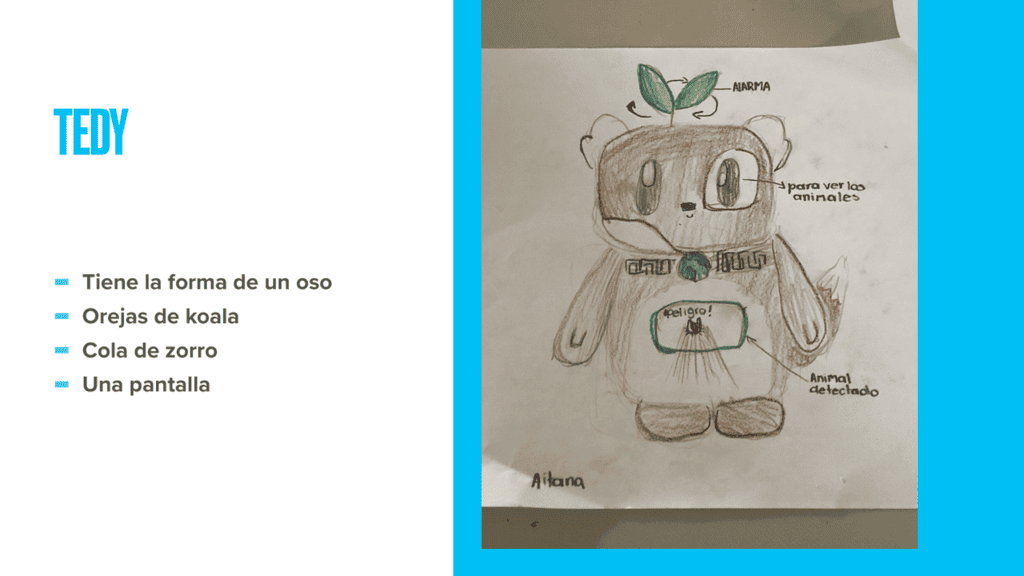 TEDY
Tiene la forma de un oso
Orejas de koala
Cola de zorro
Una pantalla
AlARMA
para ver los
animales
¡Peligro!
Animal
detectado
Aitana